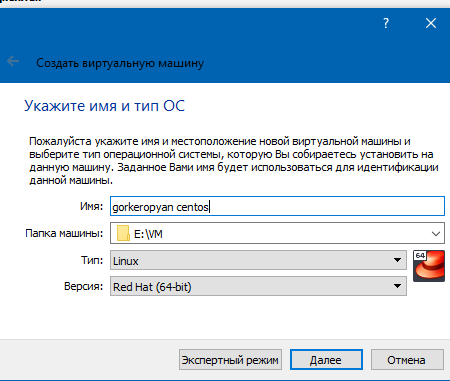 ?
Создать виртуальную машину
Укажите имя и тип ОС
Пожалуйста укажите имя и местоположение новой виртуальной машины и
выберите тип операционной системы, которую Вы собираетесь установить на
данную машину. Заданное Вами имя будет использоваться для идентификации
данной машины.
Имя: gorkeropyan centos
Папка машины: E:\VM
Тип: Linux
64
Версия: Red Hat (64-bit)
Экспертный режим Далее Отмена